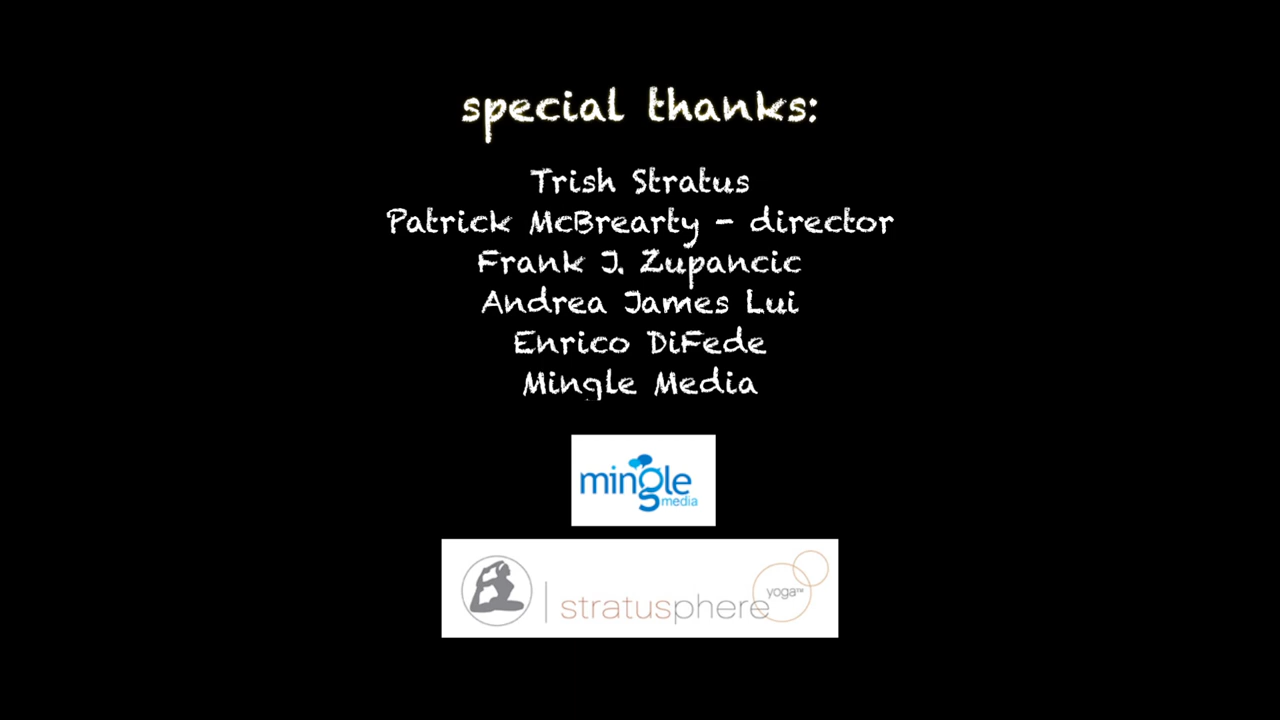 special thanks:
Trish Stratus
Patrick McBrearty - director
Frank J. Zupancic
Andrea James Lui
Enrico DiFede
Mingle Media
mingle
media
stratusphere
yoga™